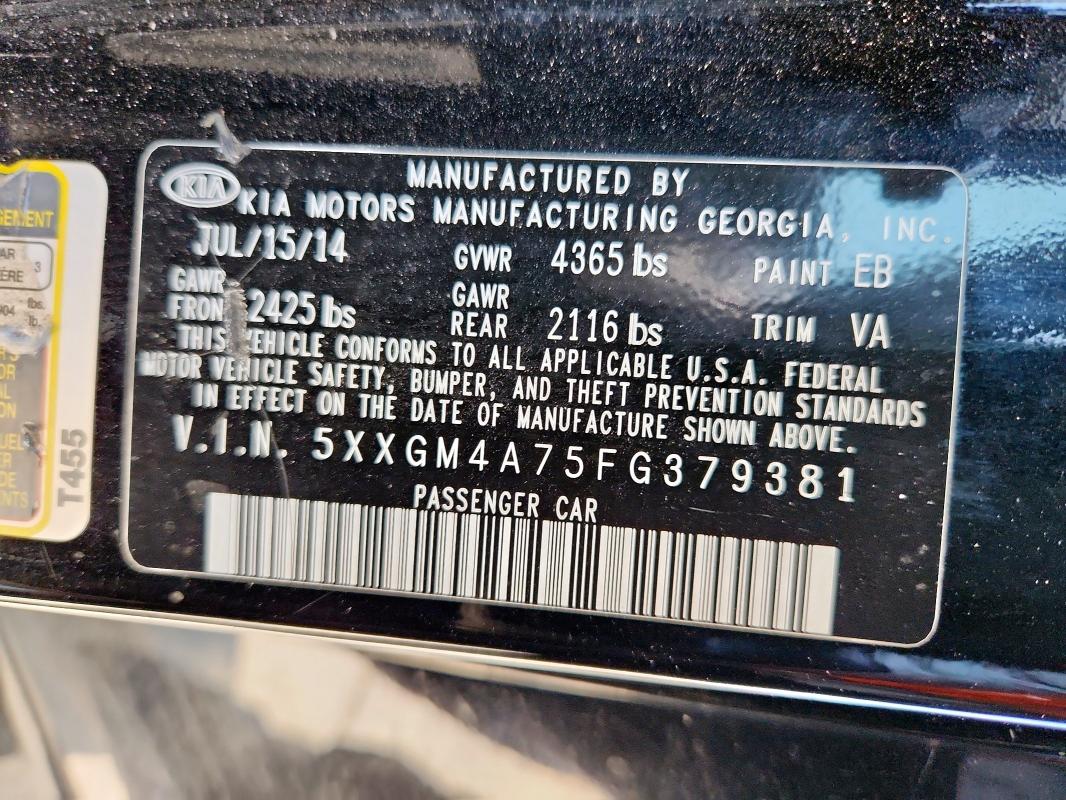 KIA
MANUFACTURED BY
KIA MOTORS MANUFACTURING GEORGIA, INC.
JUL/15/14 GVWR 4365 lbs PAINT EB
GAWR FRON 2425 lbs GAWR REAR 2116 lbs TRIM VA
THIS VEHICLE CONFORMS TO ALL APPLICABLE U.S.A. FEDERAL
MOTOR VEHICLE SAFETY, BUMPER, AND THEFT PREVENTION STANDARDS
IN EFFECT ON THE DATE OF MANUFACTURE SHOWN ABOVE.
V.I.N. 5XXGM4A75FG379381
PASSENGER CAR
T455